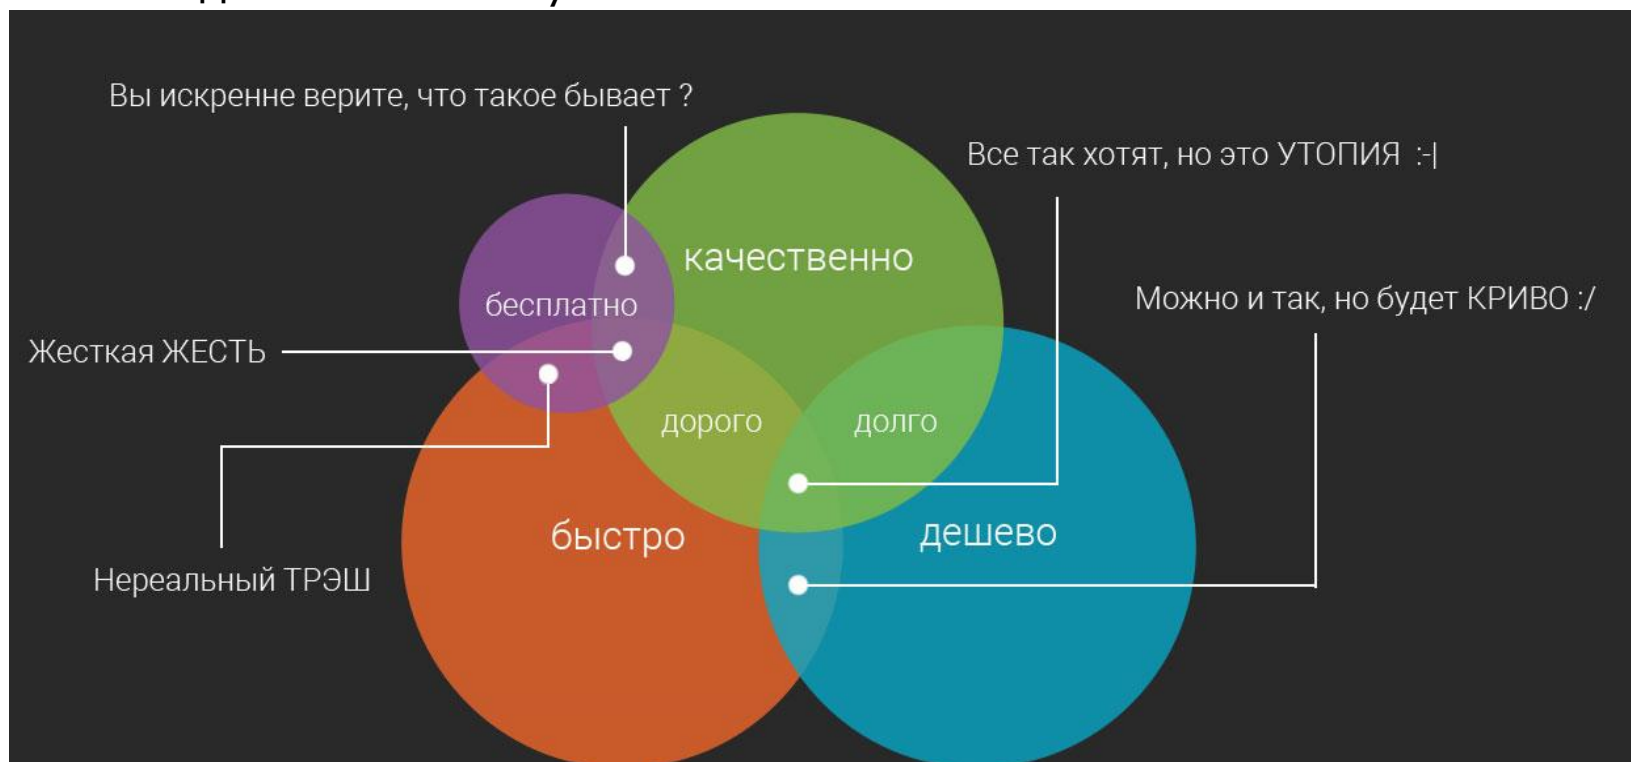 Вы искренне верите, что такое бывает ?
Все так хотят, но это УТОПИЯ :-|
качественно
Можно и так, но будет КРИВО :/
бесплатно
Жесткая ЖЕСТЬ
дорого
долго
быстро
дешево
Нереальный ТРЭШ